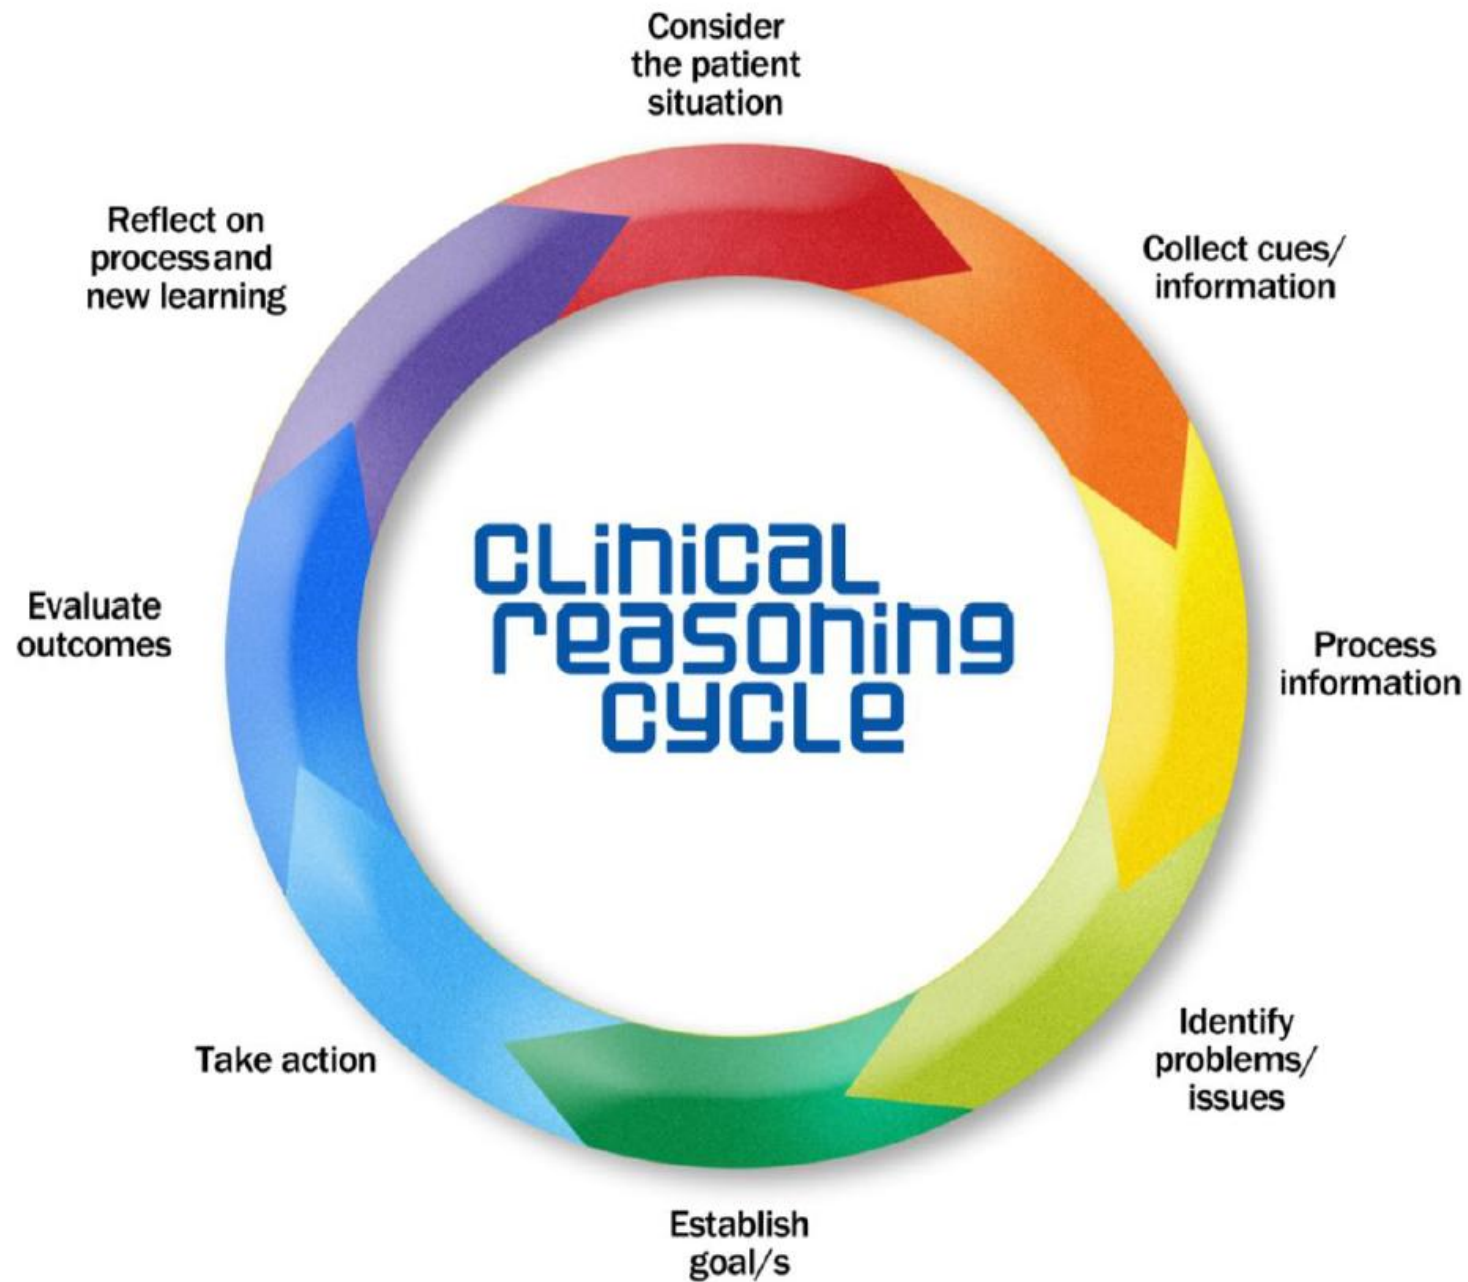 Consider
the patient
situation
Collect cues/
information
Process
information
Identify
problems/
issues
Establish
goal/s
Take action
Evaluate
outcomes
Reflect on
process and
new learning
CLinicaL
reasoning
cycle